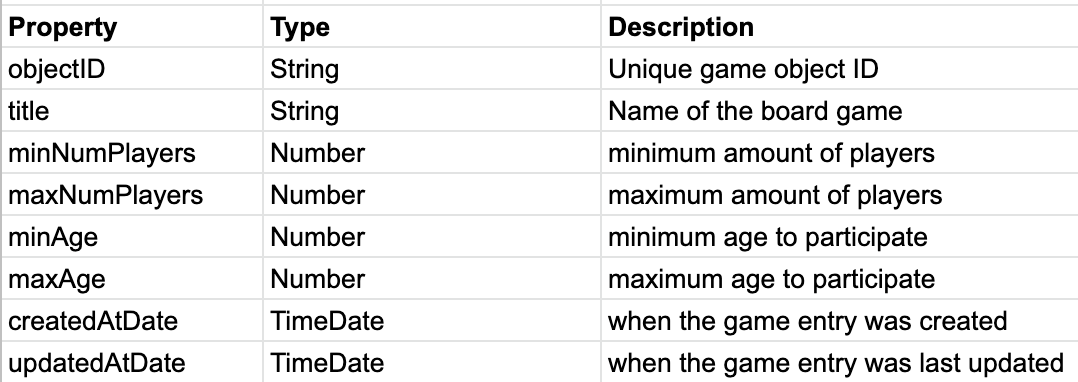 Property Type Description
objectID String Unique game object ID
title String Name of the board game
minNumPlayers Number minimum amount of players
maxNumPlayers Number maximum amount of players
minAge Number minimum age to participate
maxAge Number maximum age to participate
createdAtDate TimeDate when the game entry was created
updatedAtDate TimeDate when the game entry was last updated